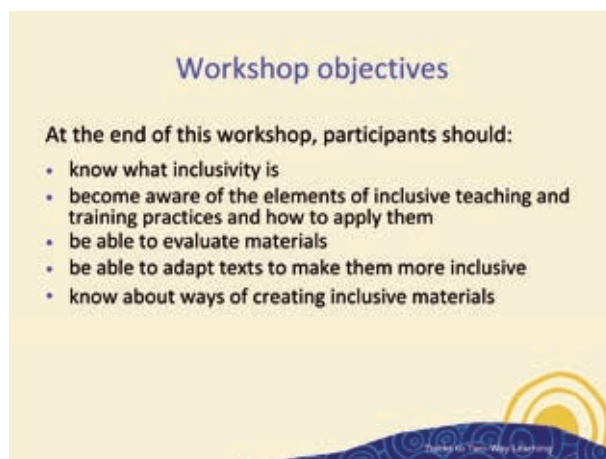 Workshop objectives
At the end of this workshop, participants should:
• know what inclusivity is
• become aware of the elements of inclusive teaching and
training practices and how to apply them
• be able to evaluate materials
• be able to adapt texts to make them more inclusive
• know about ways of creating inclusive materials
Tracks to Two-Way Learning